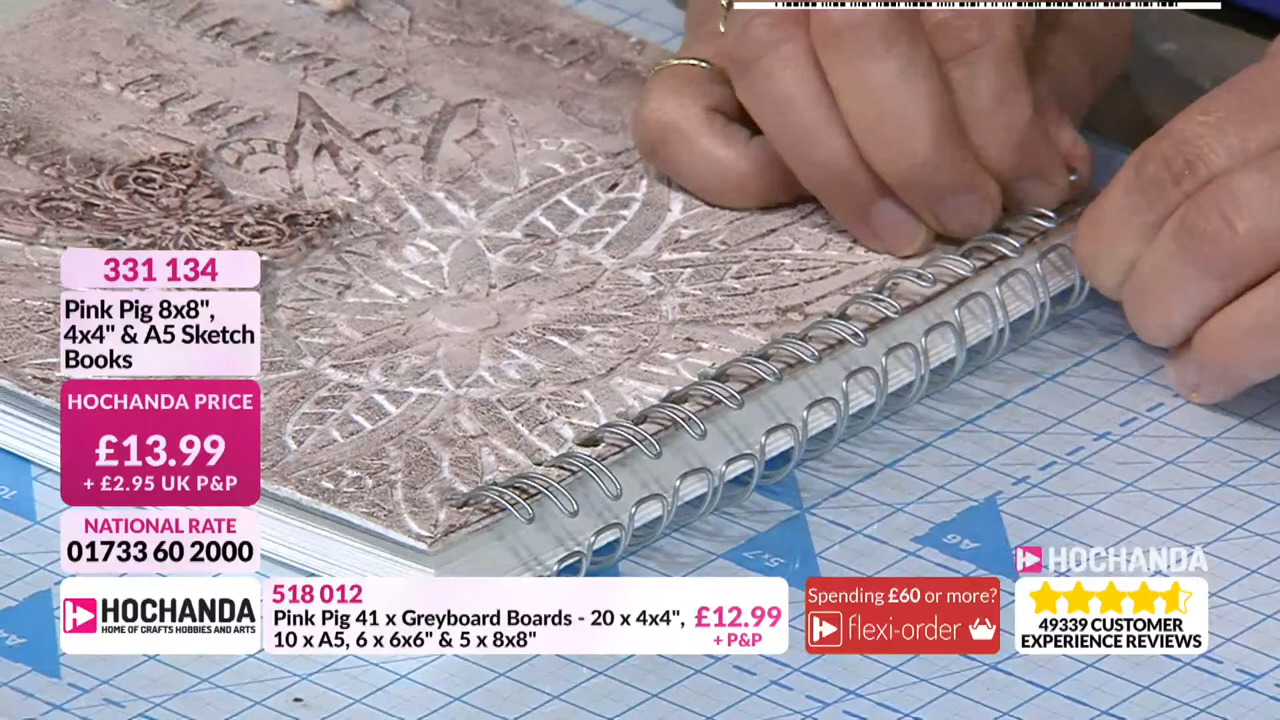 331 134
Pink Pig 8x8",
4x4" & A5 Sketch
Books
HOCHANDA PRICE
£13.99
+ £2.95 UK P&P
NATIONAL RATE
01733 60 2000
HOCHANDA
HOME OF CRAFTS HOBBIES AND ARTS
518 012
Pink Pig 41 x Greyboard Boards - 20 x 4x4",
10 x A5, 6 x 6x6" & 5 x 8x8"
£12.99
+ P&P
Spending £60 or more?
flexi-order
HOCHANDA
49339 CUSTOMER
EXPERIENCE REVIEWS
5x7
A6